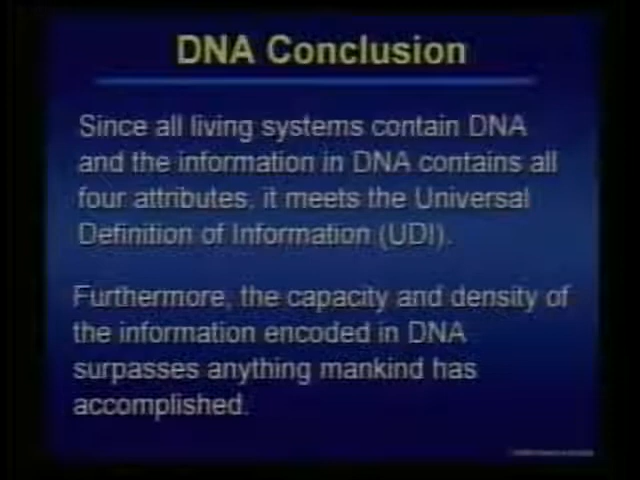 DNA Conclusion
Since all living systems contain DNA
and the information in DNA contains all
four attributes, it meets the Universal
Definition of Information (UDI).
Furthermore, the capacity and density of
the information encoded in DNA
surpasses anything mankind has
accomplished.